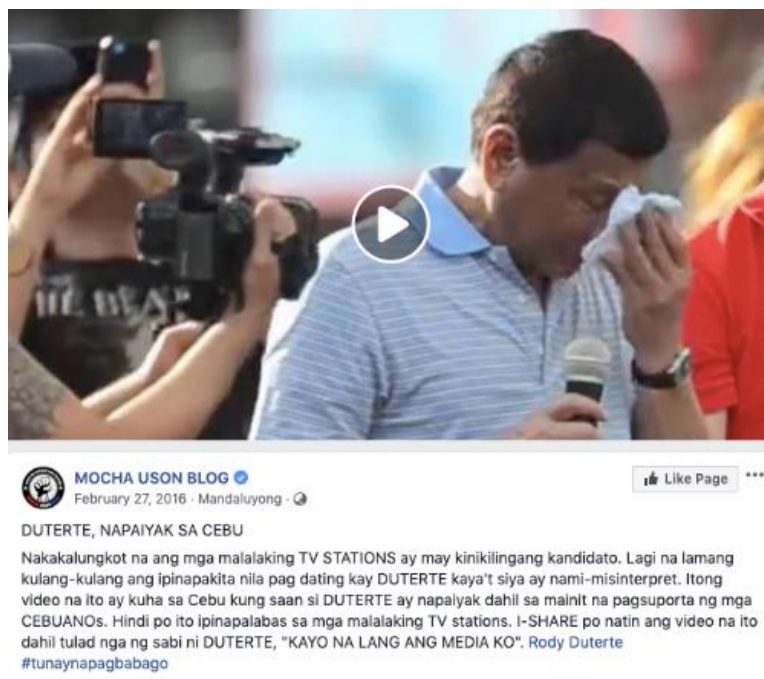 THE BEAR
MOCHA USON BLOG
Like Page
February 27, 2016 · Mandaluyong ·
DUTERTE, NAPAIYAK SA CEBU
Nakakalungkot na ang mga malalaking TV STATIONS ay may kinikilingang kandidato. Lagi na lamang
kulang-kulang ang ipinapakita nila pag dating kay DUTERTE kaya't siya ay nami-misinterpret. Itong
video na ito ay kuha sa Cebu kung saan si DUTERTE ay napaiyak dahil sa mainit na pagsuporta ng mga
CEBUANOs. Hindi po ito ipinapalabas sa mga malalaking TV stations. I-SHARE po natin ang video na ito
dahil tulad nga ng sabi ni DUTERTE, "KAYO NA LANG ANG MEDIA KO". Rody Duterte
#tunaynapagbabago